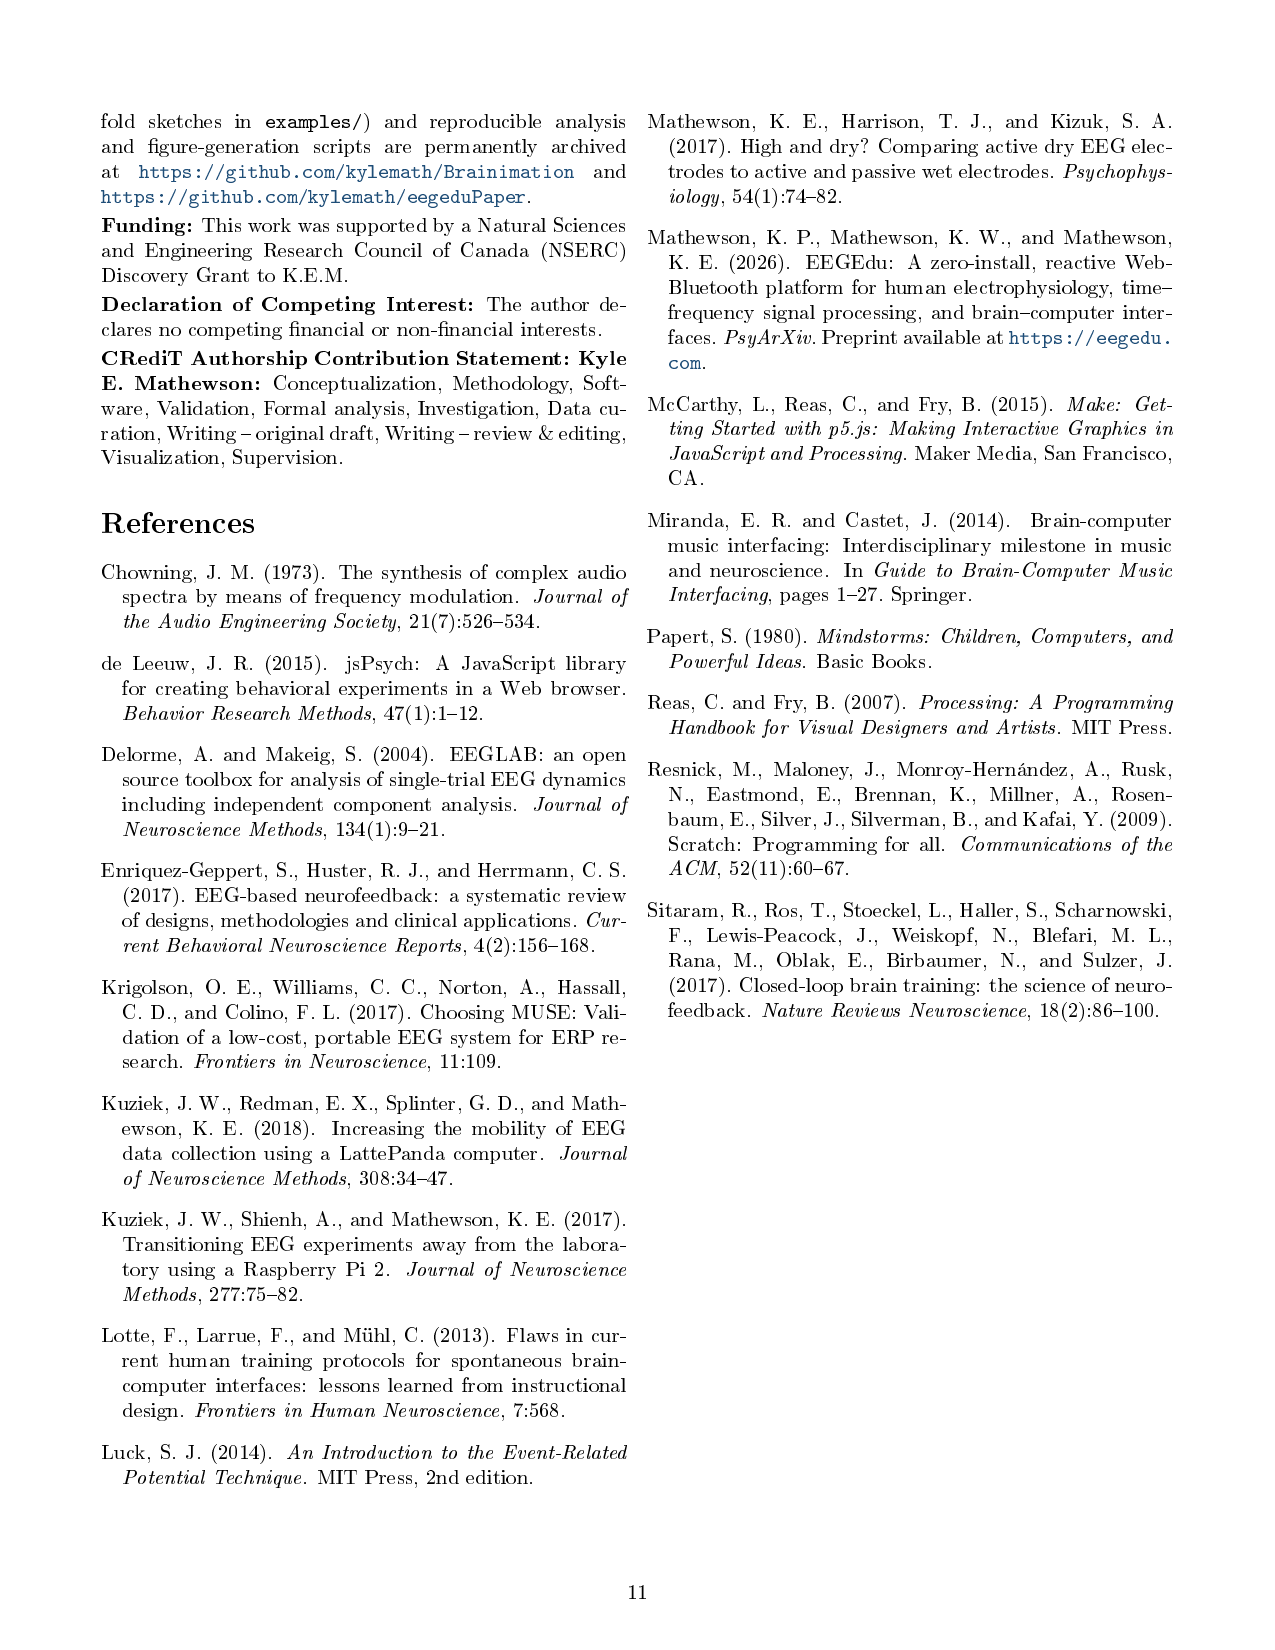 fold sketches in examples/) and reproducible analysis
and figure-generation scripts are permanently archived
at https://github.com/kylemath/Brainimation and
https://github.com/kylemath/eegeduPaper.
Funding: This work was supported by a Natural Sciences
and Engineering Research Council of Canada (NSERC)
Discovery Grant to K.E.M.
Declaration of Competing Interest: The author de-
clares no competing financial or non-financial interests.
CRediT Authorship Contribution Statement: Kyle
E. Mathewson: Conceptualization, Methodology, Soft-
ware, Validation, Formal analysis, Investigation, Data cu-
ration, Writing – original draft, Writing – review & editing,
Visualization, Supervision.
References
Chowning, J. M. (1973). The synthesis of complex audio
spectra by means of frequency modulation. Journal of
the Audio Engineering Society, 21(7):526–534.
de Leeuw, J. R. (2015). jsPsych: A JavaScript library
for creating behavioral experiments in a Web browser.
Behavior Research Methods, 47(1):1–12.
Delorme, A. and Makeig, S. (2004). EEGLAB: an open
source toolbox for analysis of single-trial EEG dynamics
including independent component analysis. Journal of
Neuroscience Methods, 134(1):9–21.
Enriquez-Geppert, S., Huster, R. J., and Herrmann, C. S.
(2017). EEG-based neurofeedback: a systematic review
of designs, methodologies and clinical applications. Cur-
rent Behavioral Neuroscience Reports, 4(2):156–168.
Krigolson, O. E., Williams, C. C., Norton, A., Hassall,
C. D., and Colino, F. L. (2017). Choosing MUSE: Vali-
dation of a low-cost, portable EEG system for ERP re-
search. Frontiers in Neuroscience, 11:109.
Kuziek, J. W., Redman, E. X., Splinter, G. D., and Math-
ewson, K. E. (2018). Increasing the mobility of EEG
data collection using a LattePanda computer. Journal
of Neuroscience Methods, 308:34–47.
Kuziek, J. W., Shienh, A., and Mathewson, K. E. (2017).
Transitioning EEG experiments away from the labora-
tory using a Raspberry Pi 2. Journal of Neuroscience
Methods, 277:75–82.
Lotte, F., Larrue, F., and Mühl, C. (2013). Flaws in cur-
rent human training protocols for spontaneous brain-
computer interfaces: lessons learned from instructional
design. Frontiers in Human Neuroscience, 7:568.
Luck, S. J. (2014). An Introduction to the Event-Related
Potential Technique. MIT Press, 2nd edition.
Mathewson, K. E., Harrison, T. J., and Kizuk, S. A.
(2017). High and dry? Comparing active dry EEG elec-
trodes to active and passive wet electrodes. Psychophys-
iology, 54(1):74–82.
Mathewson, K. P., Mathewson, K. W., and Mathewson,
K. E. (2026). EEGEdu: A zero-install, reactive Web-
Bluetooth platform for human electrophysiology, time–
frequency signal processing, and brain–computer inter-
faces. PsyArXiv. Preprint available at https://eegedu.
com.
McCarthy, L., Reas, C., and Fry, B. (2015). Make: Get-
ting Started with p5.js: Making Interactive Graphics in
JavaScript and Processing. Maker Media, San Francisco,
CA.
Miranda, E. R. and Castet, J. (2014). Brain-computer
music interfacing: Interdisciplinary milestone in music
and neuroscience. In Guide to Brain-Computer Music
Interfacing, pages 1–27. Springer.
Papert, S. (1980). Mindstorms: Children, Computers, and
Powerful Ideas. Basic Books.
Reas, C. and Fry, B. (2007). Processing: A Programming
Handbook for Visual Designers and Artists. MIT Press.
Resnick, M., Maloney, J., Monroy-Hernández, A., Rusk,
N., Eastmond, E., Brennan, K., Millner, A., Rosen-
baum, E., Silver, J., Silverman, B., and Kafai, Y. (2009).
Scratch: Programming for all. Communications of the
ACM, 52(11):60–67.
Sitaram, R., Ros, T., Stoeckel, L., Haller, S., Scharnowski,
F., Lewis-Peacock, J., Weiskopf, N., Blefari, M. L.,
Rana, M., Oblak, E., Birbaumer, N., and Sulzer, J.
(2017). Closed-loop brain training: the science of neuro-
feedback. Nature Reviews Neuroscience, 18(2):86–100.
11